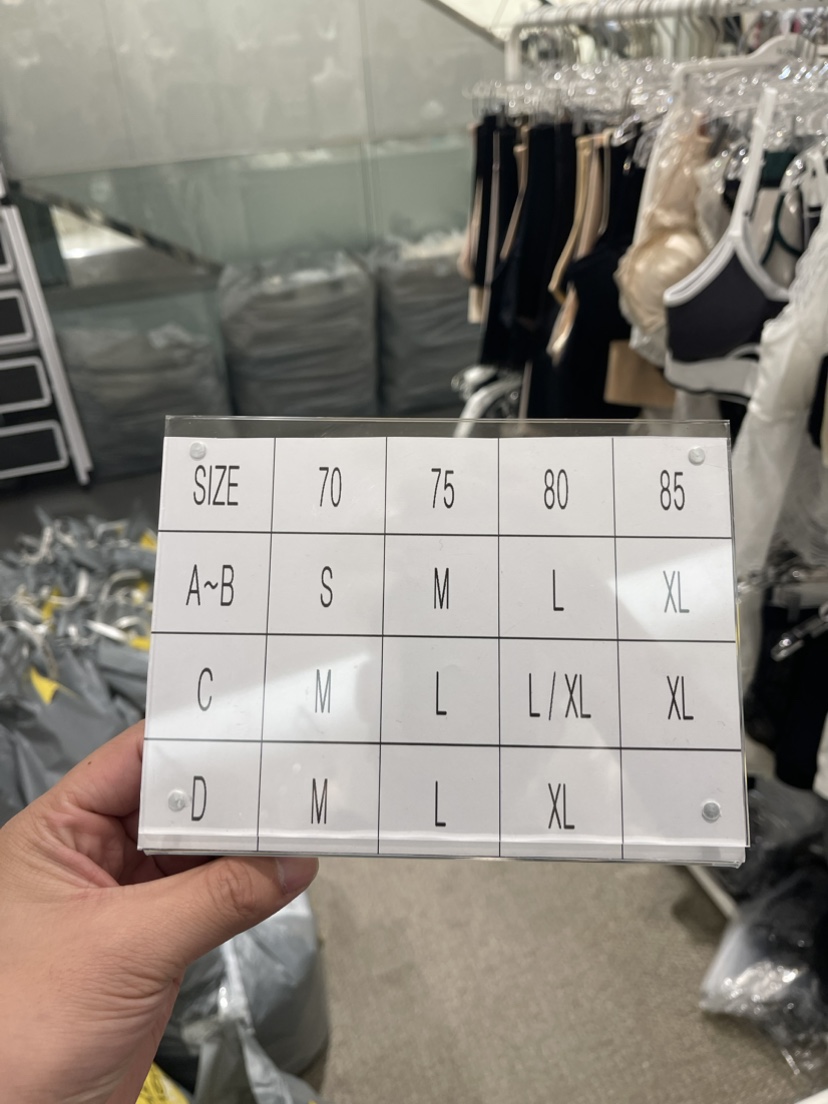 SIZE 70 75 80 85
A~B S M L XL
C M L L/XL XL
D M L XL